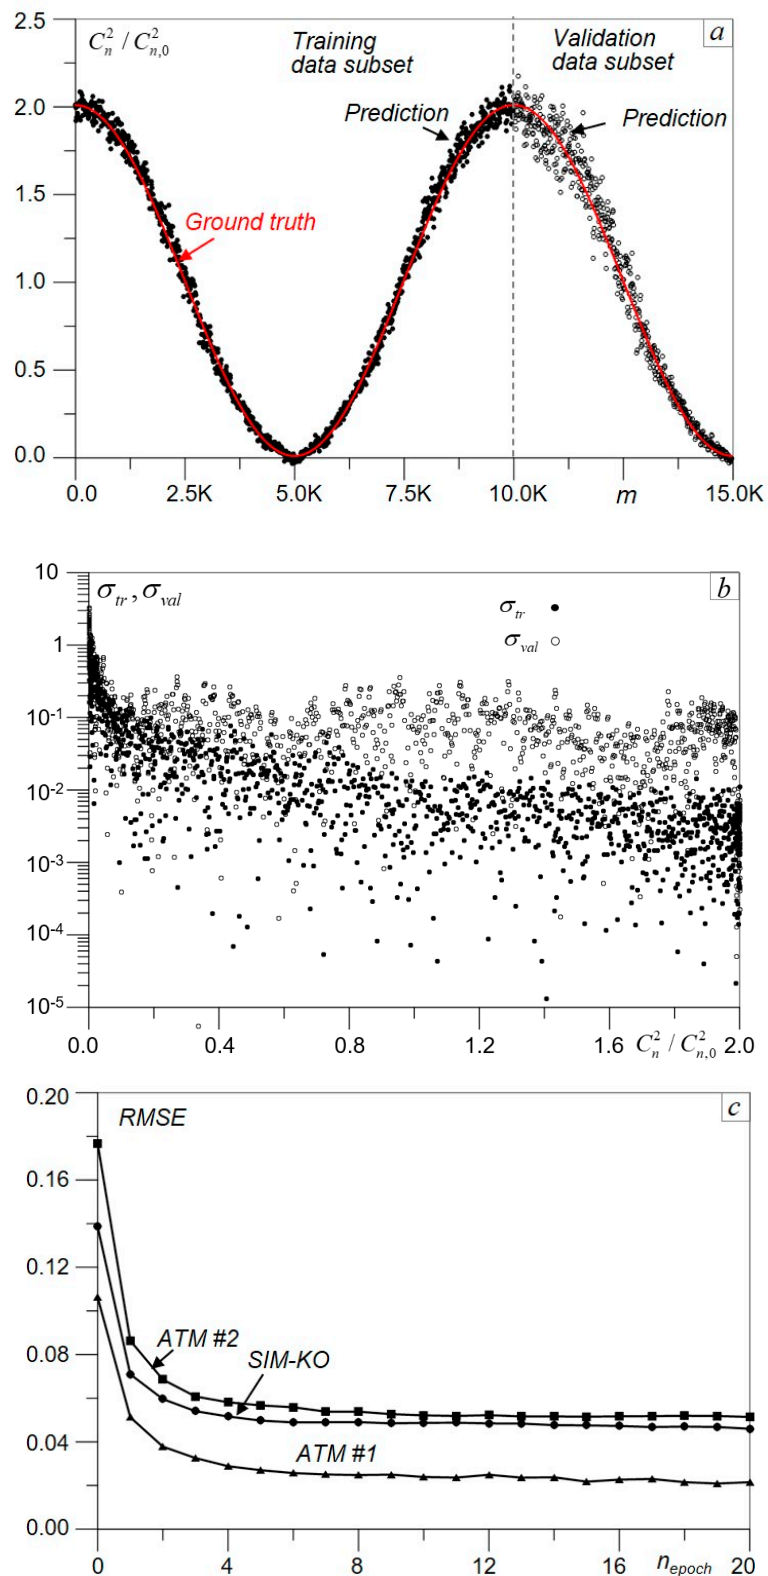 2.5
C_n^2 / C_{n,0}^2
Training
data subset
Validation
data subset
a
2.0
Prediction
Prediction
1.5
Ground truth
1.0
0.5
0.0
0.0 2.5K 5.0K 7.5K 10.0K m 15.0K
10
σ_tr , σ_val
b
σ_tr
σ_val
1
10^-1
10^-2
10^-3
10^-4
10^-5
0.0 0.4 0.8 1.2 1.6 C_n^2 / C_{n,0}^2 2.0
0.20
RMSE
c
0.16
0.12
0.08
ATM #2
SIM-KO
0.04
ATM #1
0.00
0 4 8 12 16 n_epoch 20